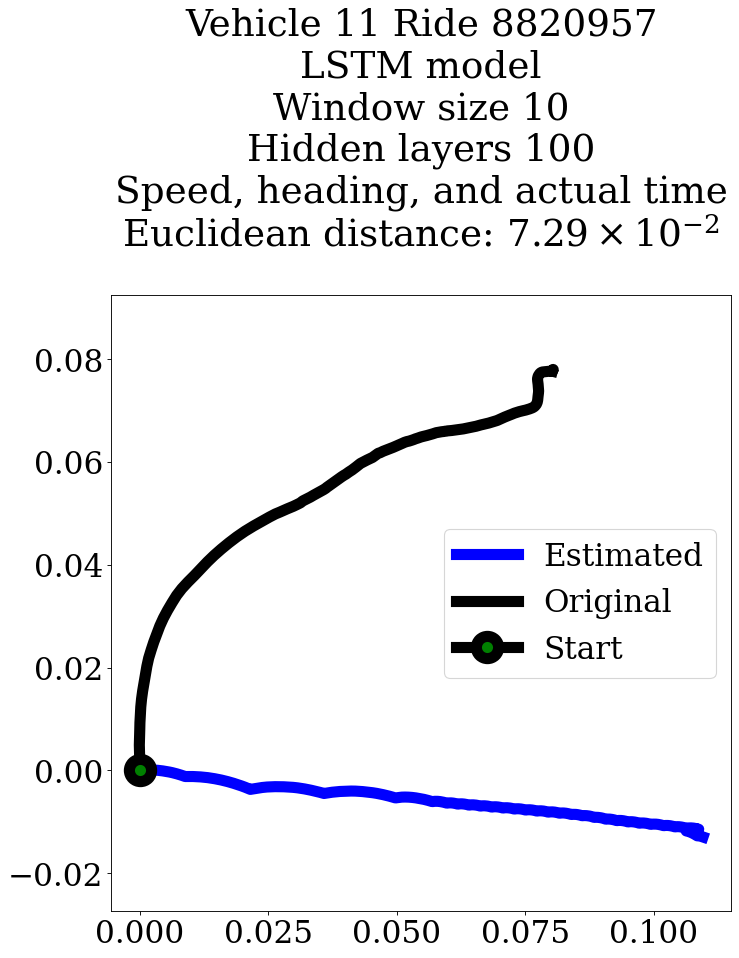 Vehicle 11 Ride 8820957
LSTM model
Window size 10
Hidden layers 100
Speed, heading, and actual time
Euclidean distance: 7.29 × 10⁻²
0.08
0.06
0.04
0.02
0.00
−0.02
Estimated
Original
Start
0.000 0.025 0.050 0.075 0.100